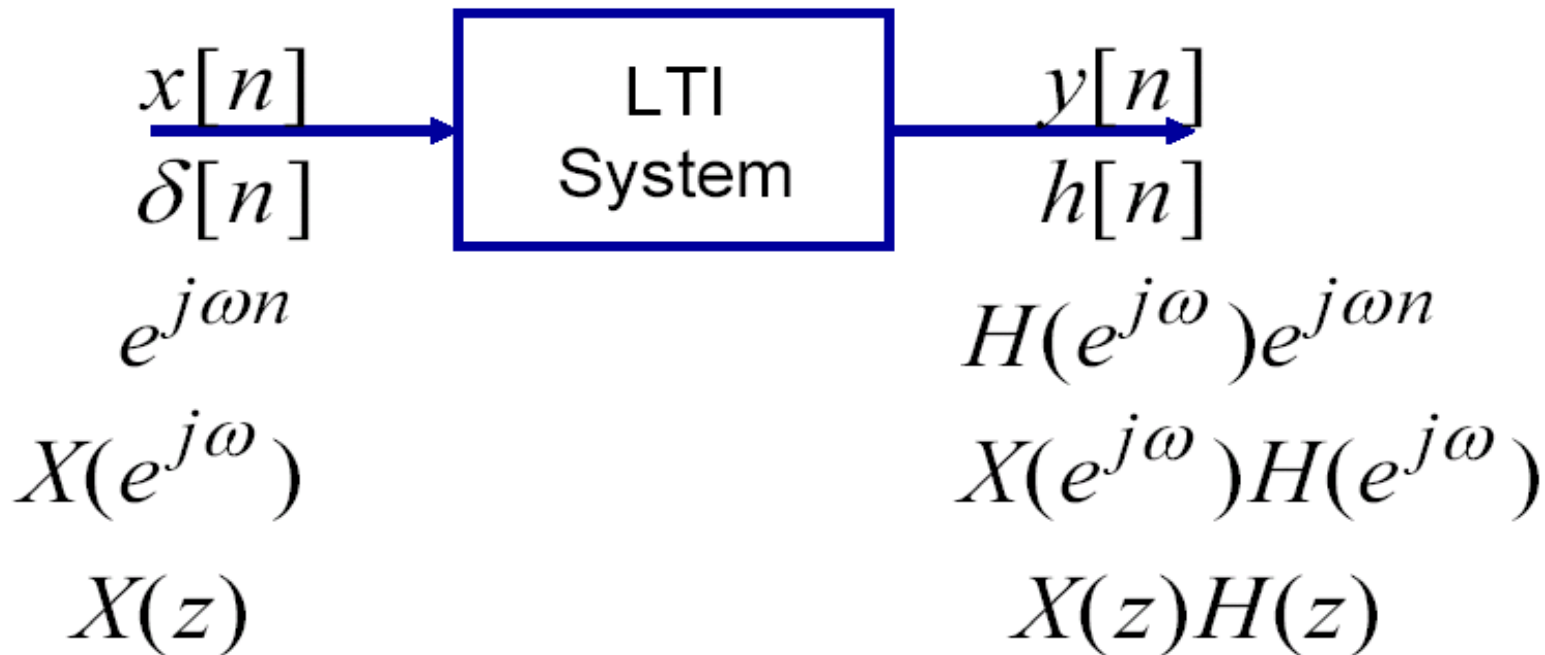 x[n] LTI y[n]
δ[n] System h[n]
e^{jωn} H(e^{jω})e^{jωn}
X(e^{jω}) X(e^{jω})H(e^{jω})
X(z) X(z)H(z)